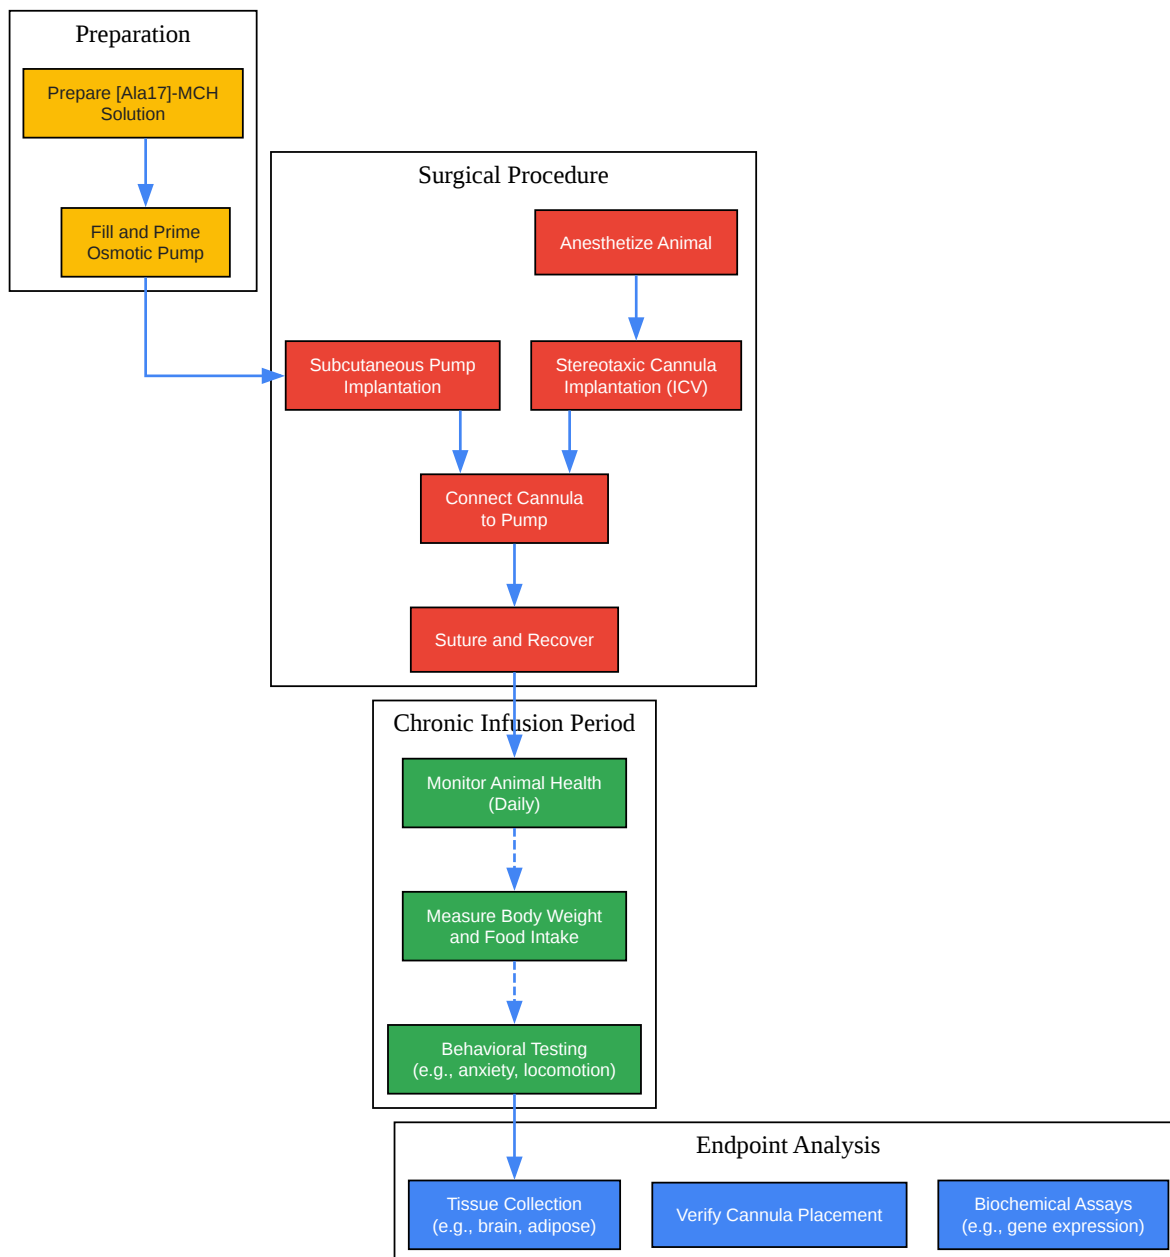 Preparation
Prepare [Ala17]-MCH
Solution
Fill and Prime
Osmotic Pump
Surgical Procedure
Anesthetize Animal
Subcutaneous Pump
Implantation
Stereotaxic Cannula
Implantation (ICV)
Connect Cannula
to Pump
Suture and Recover
Chronic Infusion Period
Monitor Animal Health
(Daily)
Measure Body Weight
and Food Intake
Behavioral Testing
(e.g., anxiety, locomotion)
Endpoint Analysis
Tissue Collection
(e.g., brain, adipose)
Verify Cannula Placement
Biochemical Assays
(e.g., gene expression)